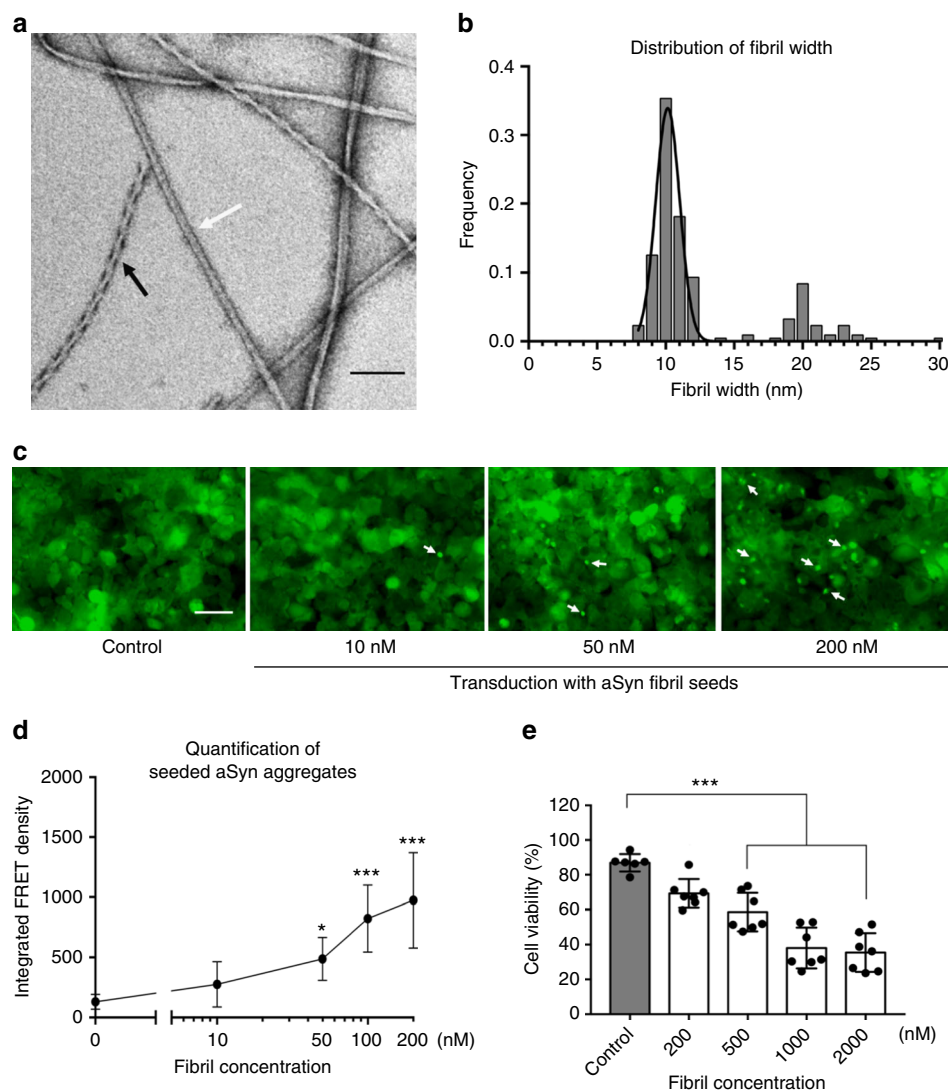 a
b
Distribution of fibril width
0.4
0.3
0.2
0.1
0.0
Frequency
0 5 10 15 20 25 30
Fibril width (nm)
c
Control 10 nM 50 nM 200 nM
Transduction with aSyn fibril seeds
d
Quantification of
seeded aSyn aggregates
2000
1500
1000
500
0
Integrated FRET density
* *** ***
0 10 50 100 200 (nM)
Fibril concentration
e
***
120
100
80
60
40
20
0
Cell viability (%)
Control 200 500 1000 2000 (nM)
Fibril concentration